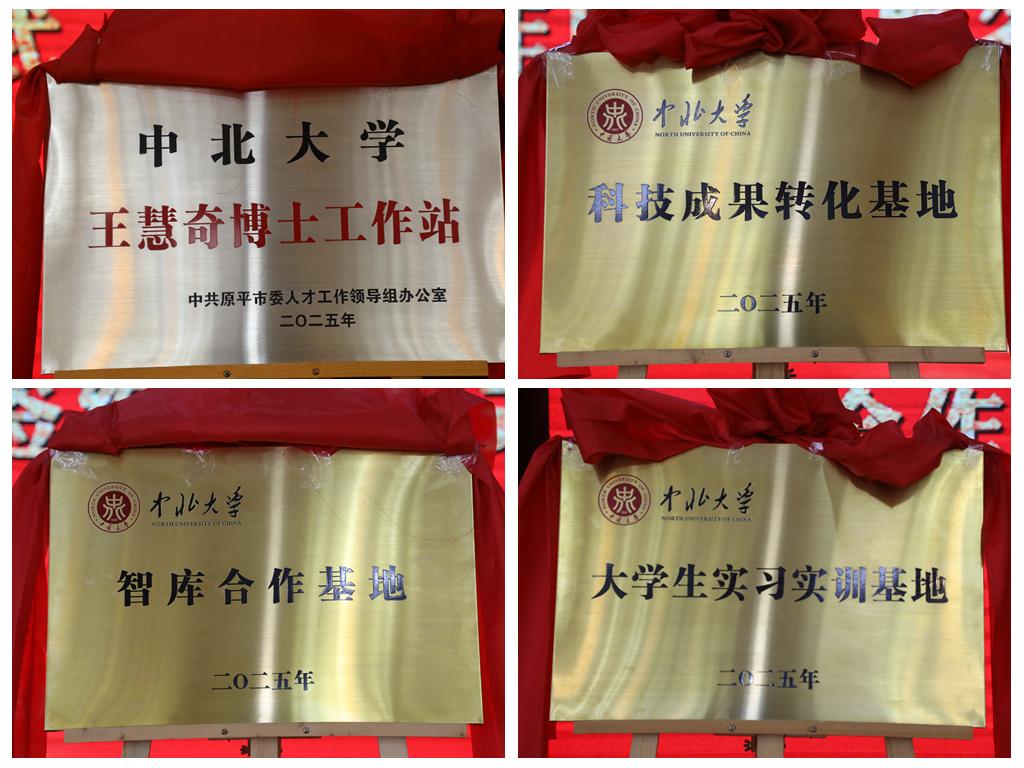 中北大学
王慧奇博士工作站
中共原平市委人才工作领导组办公室
二〇二五年
中北大学
NORTH UNIVERSITY OF CHINA
科技成果转化基地
二〇二五年
中北大学
NORTH UNIVERSITY OF CHINA
智库合作基地
二〇二五年
合作
中北大学
NORTH UNIVERSITY OF CHINA
大学生实习实训基地
二〇二五年